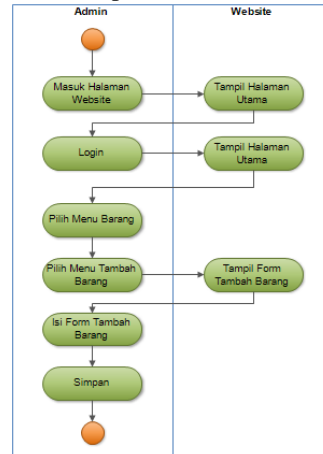 Admin
Website
Masuk Halaman
Website
Tampil Halaman
Utama
Login
Tampil Halaman
Utama
Pilih Menu Barang
Pilih Menu Tambah
Barang
Tampil Form
Tambah Barang
Isi Form Tambah
Barang
Simpan